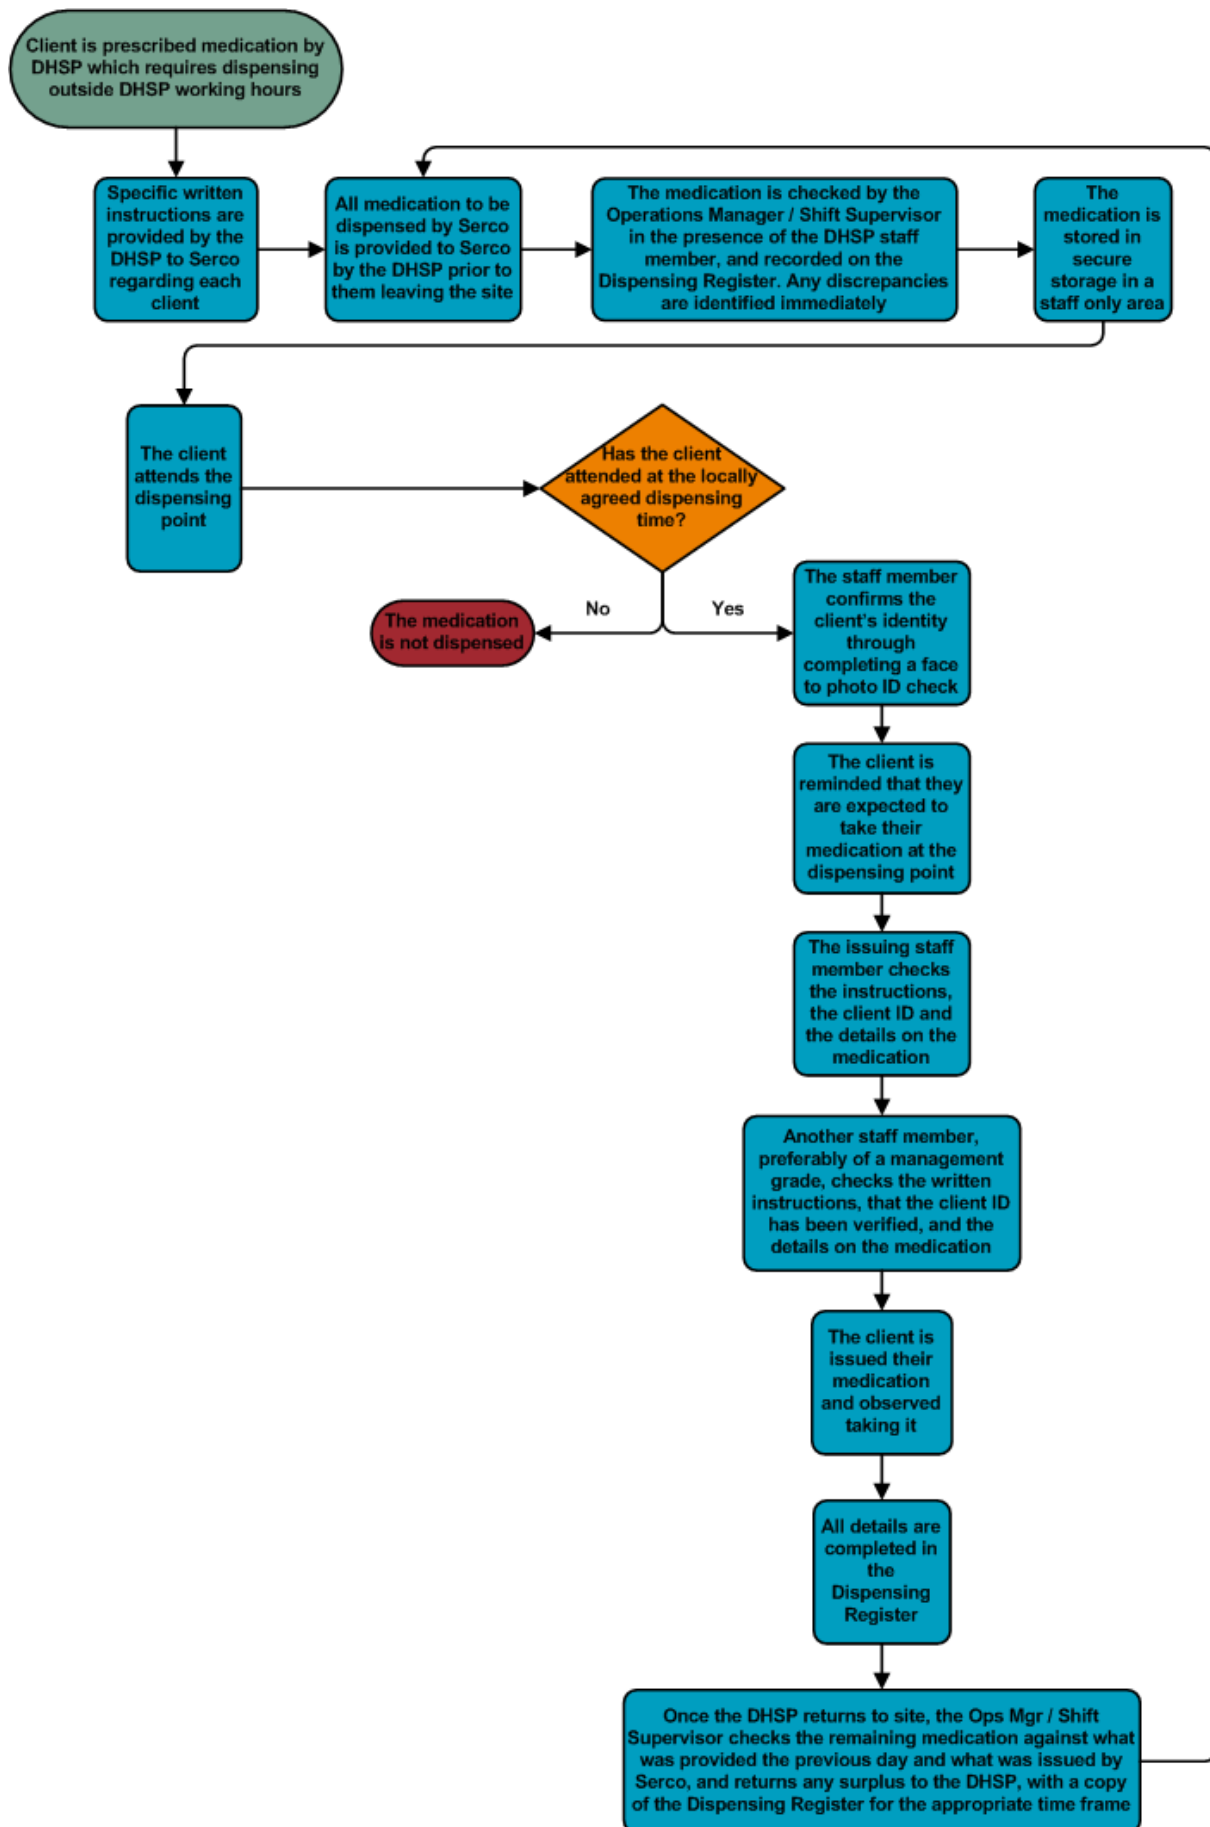 Client is prescribed medication by
DHSP which requires dispensing
outside DHSP working hours
Specific written
instructions are
provided by the
DHSP to Serco
regarding each
client
All medication to be
dispensed by Serco
is provided to Serco
by the DHSP prior to
them leaving the site
The medication is checked by the
Operations Manager / Shift Supervisor
in the presence of the DHSP staff
member, and recorded on the
Dispensing Register. Any discrepancies
are identified immediately
The
medication is
stored in
secure
storage in a
staff only area
The client
attends the
dispensing
point
Has the client
attended at the locally
agreed dispensing
time?
No
Yes
The medication
is not dispensed
The staff member
confirms the
client's identity
through
completing a face
to photo ID check
The client is
reminded that they
are expected to
take their
medication at the
dispensing point
The issuing staff
member checks
the instructions,
the client ID and
the details on the
medication
Another staff member,
preferably of a management
grade, checks the written
instructions, that the client ID
has been verified, and the
details on the medication
The client is
issued their
medication
and observed
taking it
All details are
completed in
the
Dispensing
Register
Once the DHSP returns to site, the Ops Mgr / Shift
Supervisor checks the remaining medication against what
was provided the previous day and what was issued by
Serco, and returns any surplus to the DHSP, with a copy
of the Dispensing Register for the appropriate time frame